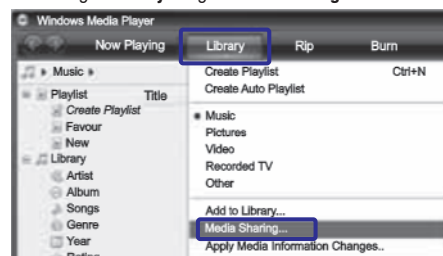 Windows Media Player
Now Playing Library Rip Burn
Music
Playlist Title
Create Playlist
Favour
New
Library
Artist
Album
Songs
Genre
Year
Create Playlist Ctrl+N
Create Auto Playlist
Music
Pictures
Video
Recorded TV
Other
Add to Library...
Media Sharing...
Apply Media Information Changes..